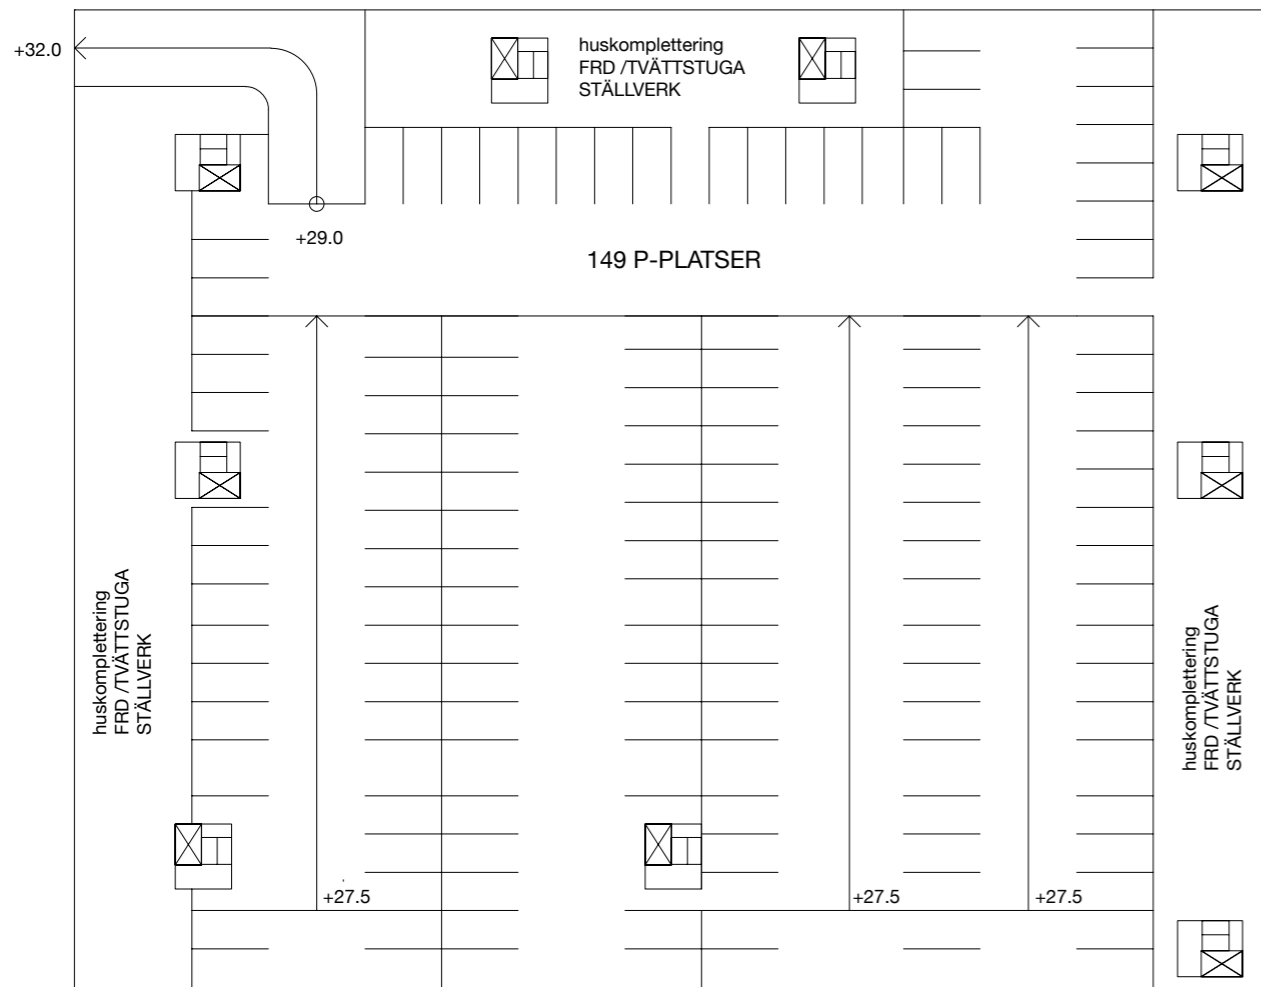 +32.0
huskomplettering
FRD /TVÄTTSTUGA
STÄLLVERK
+29.0
149 P-PLATSER
huskomplettering
FRD /TVÄTTSTUGA
STÄLLVERK
huskomplettering
FRD /TVÄTTSTUGA
STÄLLVERK
+27.5
+27.5
+27.5